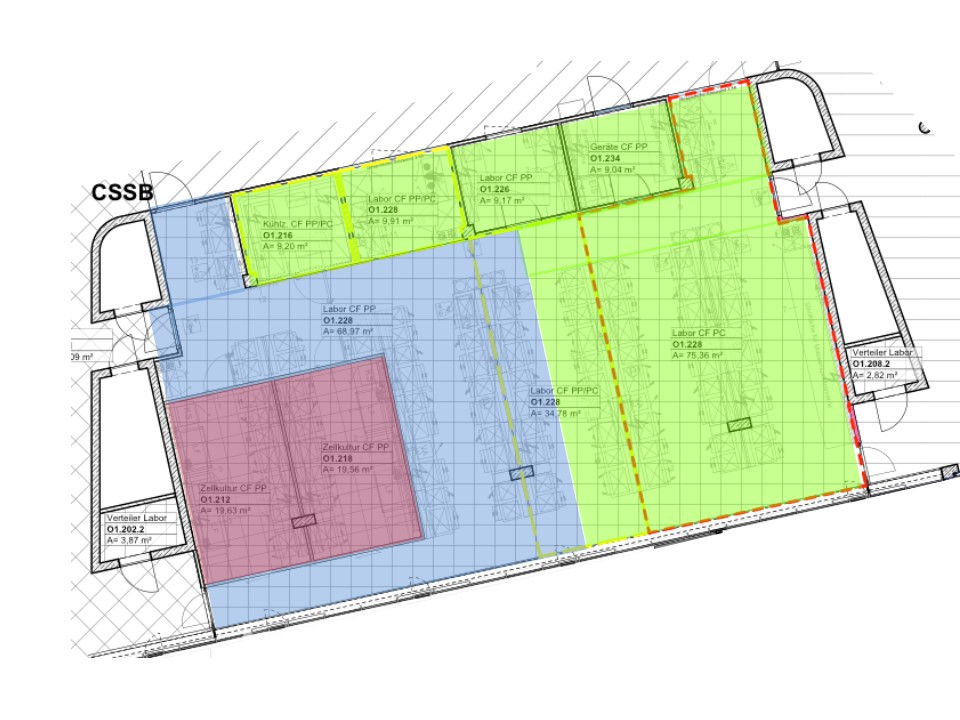 CSSB
Geräte CF PP
O1.234
A= 9,04 m²
Labor CF PP
O1.226
A= 9,17 m²
Labor CF PP/PC
O1.228
A= 9,91 m²
Kühlz. CF PP/PC
O1.216
A= 9,20 m²
Labor CF PP
O1.228
A= 68,97 m²
Labor CF PC
O1.228
A= 75,36 m²
09 m²
Verteiler Labor
O1.208.2
A= 2,82 m²
Labor CF PP/PC
O1.228
A= 34,78 m²
Zellkultur CF PP
O1.218
A= 19,56 m²
Zellkultur CF PP
O1.212
A= 19,63 m²
Verteiler Labor
O1.202.2
A= 3,87 m²